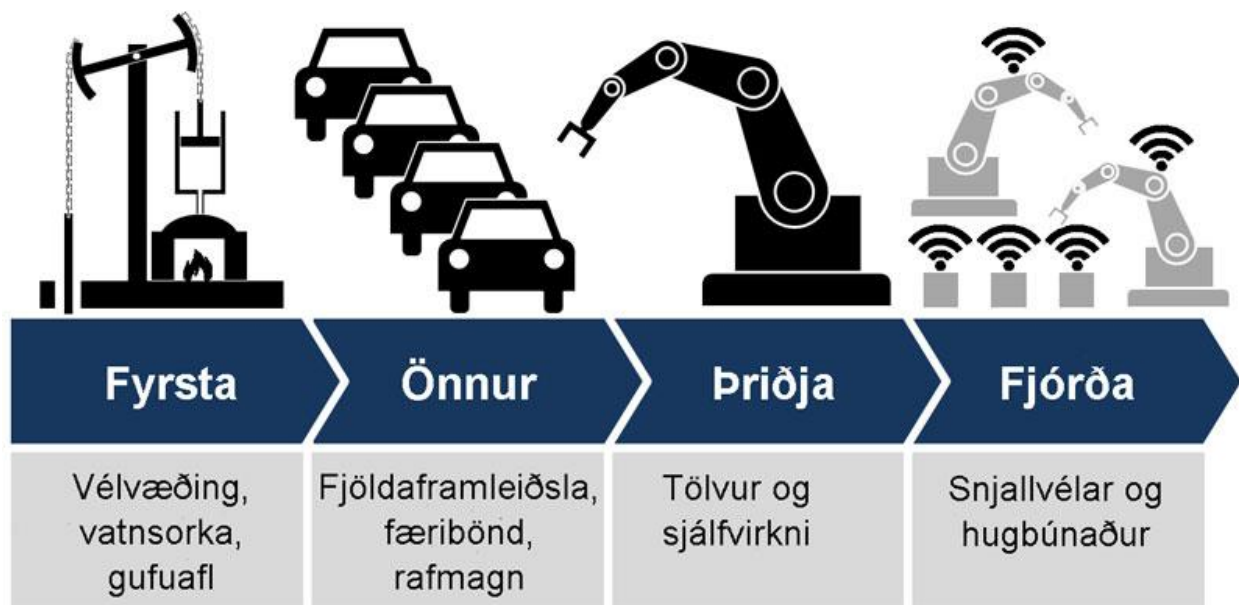 Fyrsta
Önnur
Þriðja
Fjórða
Vélvæðing,
vatnsorka,
gufuafl
Fjöldaframleiðsla,
færibönd,
rafmagn
Tölvur og
sjálfvirkni
Snjallvélar og
hugbúnaður